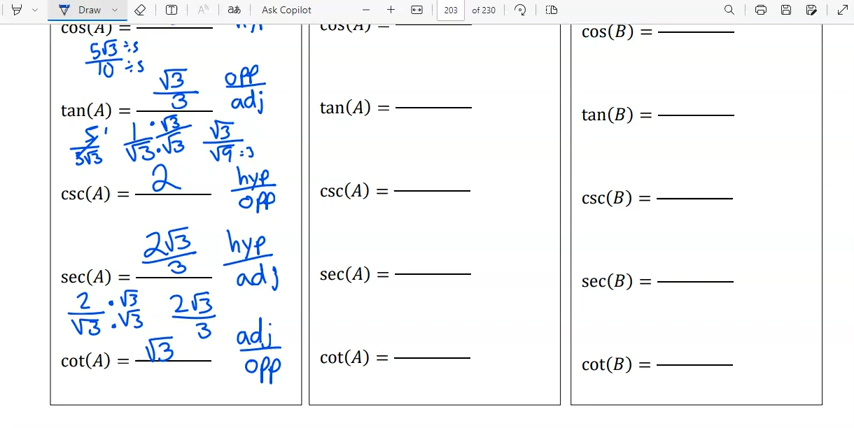 Draw
Ask Copilot
203 of 230
cos(A) =
5√3 ÷5
10 ÷5
√3 opp
tan(A) = 3 adj
1 • √3 √3
5√3 √3 • √3 √9 =3
2 hyp
csc(A) = opp
2√3 hyp
sec(A) = 3 adj
2 • √3 2√3
√3 • √3 3
√3 adj
cot(A) = opp
cos(A) =
tan(A) =
csc(A) =
sec(A) =
cot(A) =
cos(B) =
tan(B) =
csc(B) =
sec(B) =
cot(B) =